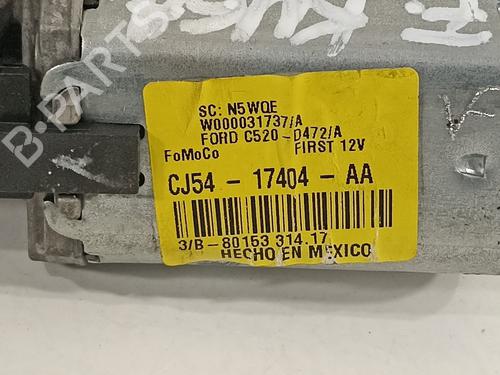 SC: N5WQE
W000031737/A
FORD C520-D472/A
FoMoCo FIRST 12V
CJ54 - 17404 - AA
3/B-80153 314.17
HECHO EN MEXICO
B-PARTS